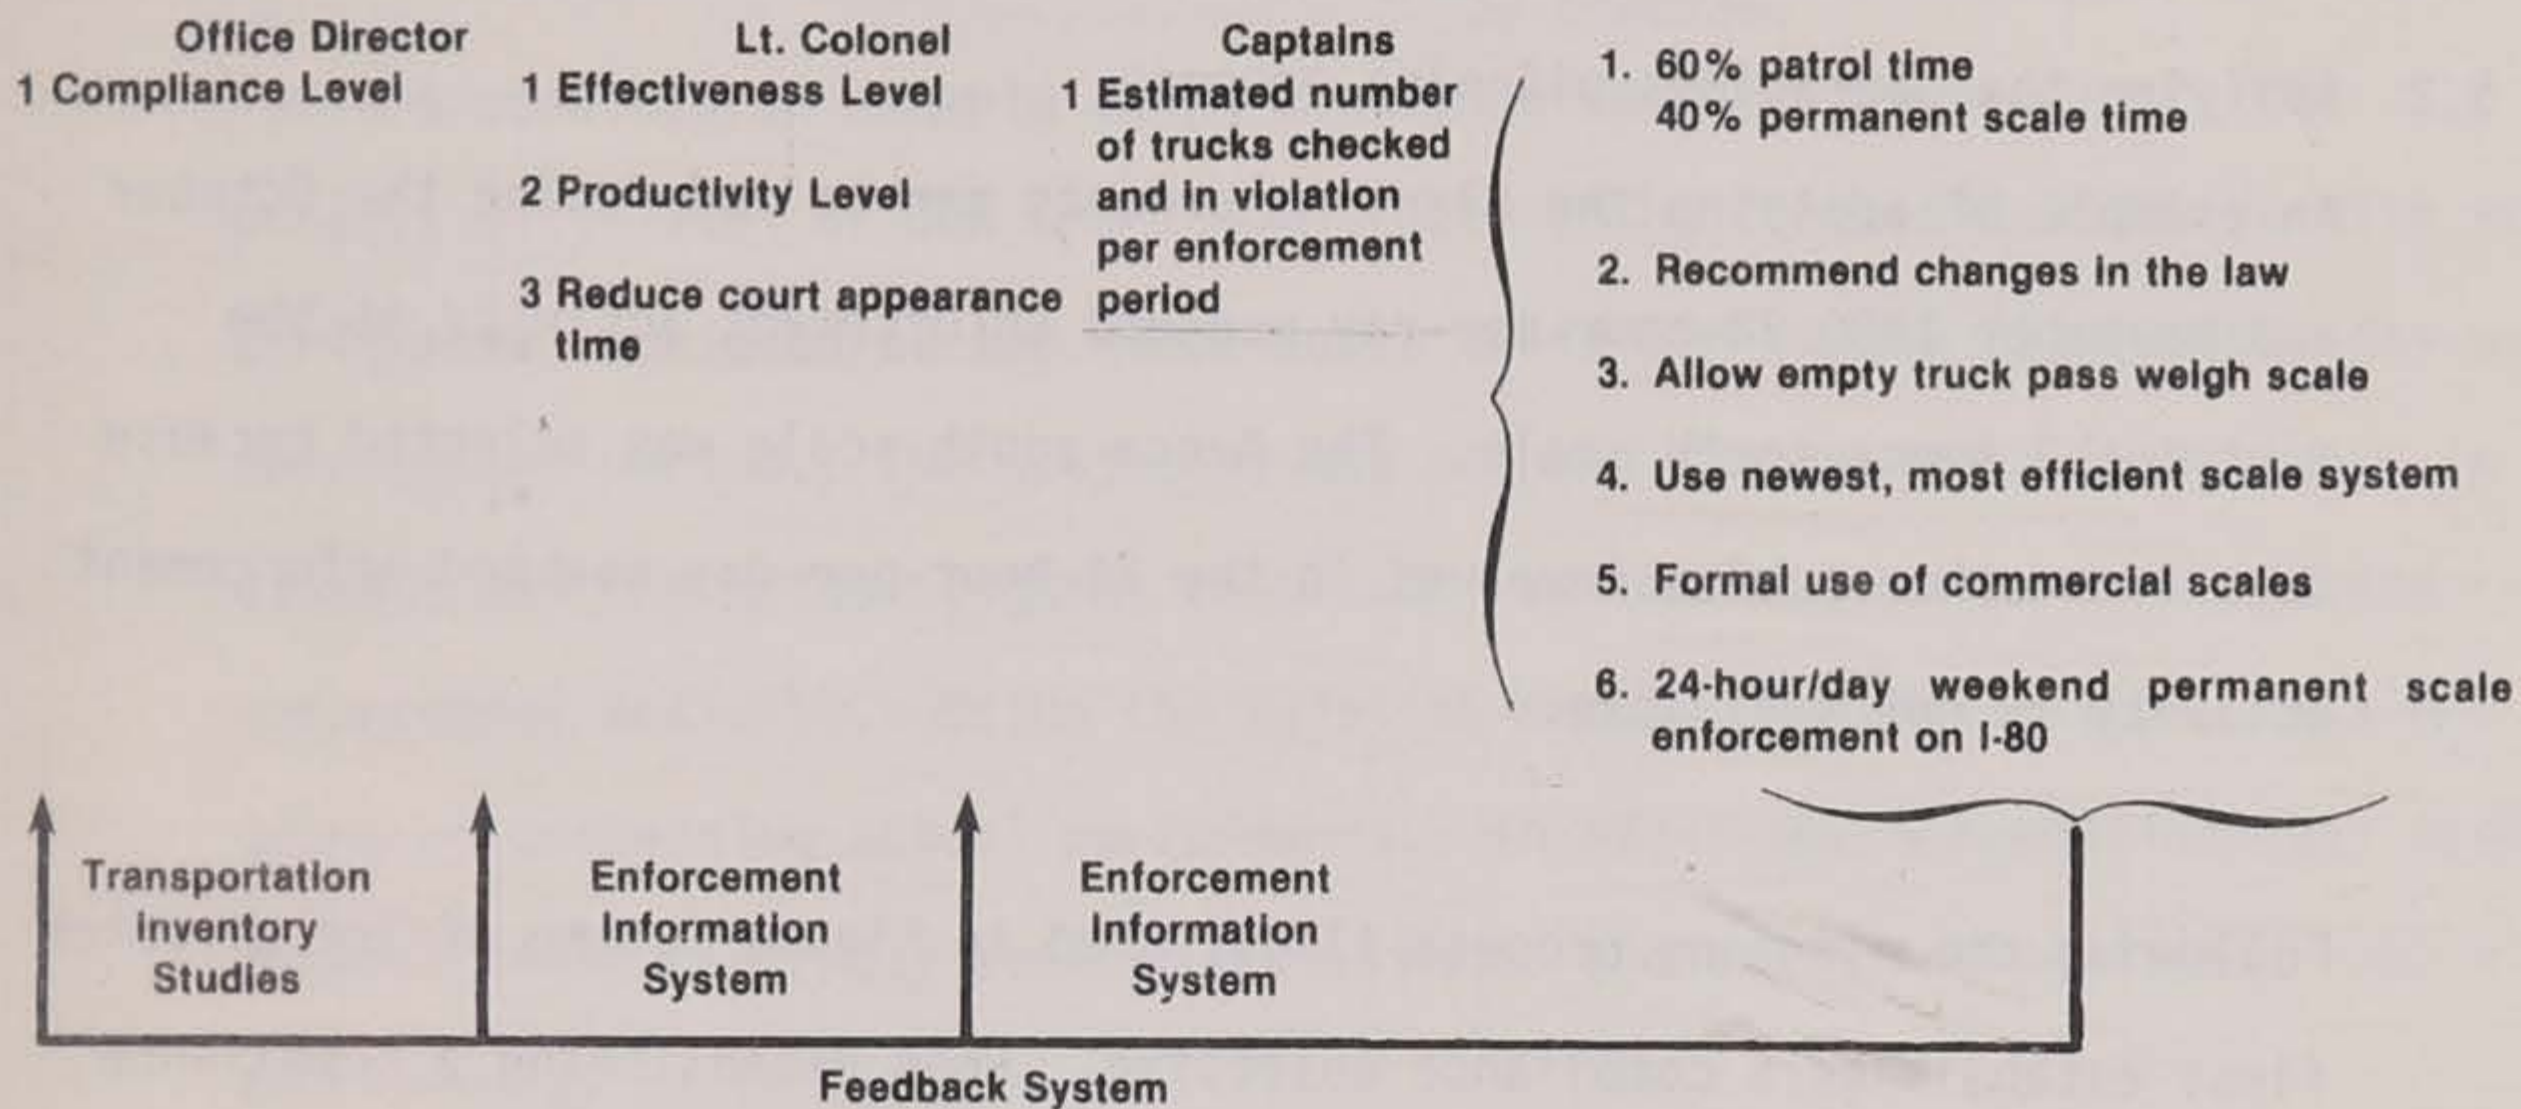 Office Director
1 Compliance Level
Lt. Colonel
1 Effectiveness Level
2 Productivity Level
3 Reduce court appearance
time
Captains
1 Estimated number
of trucks checked
and in violation
per enforcement
period
1. 60% patrol time
40% permanent scale time
2. Recommend changes in the law
3. Allow empty truck pass weigh scale
4. Use newest, most efficient scale system
5. Formal use of commercial scales
6. 24-hour/day weekend permanent scale
enforcement on I-80
Transportation
Inventory
Studies
Enforcement
Information
System
Enforcement
Information
System
Feedback System